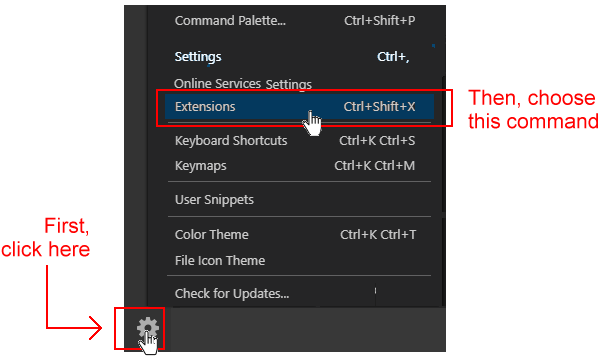 Command Palette... Ctrl+Shift+P
Settings Ctrl+,
Online Services Settings
Extensions Ctrl+Shift+X
Then, choose
this command
Keyboard Shortcuts Ctrl+K Ctrl+S
Keymaps Ctrl+K Ctrl+M
User Snippets
Color Theme Ctrl+K Ctrl+T
File Icon Theme
Check for Updates...
First,
click here